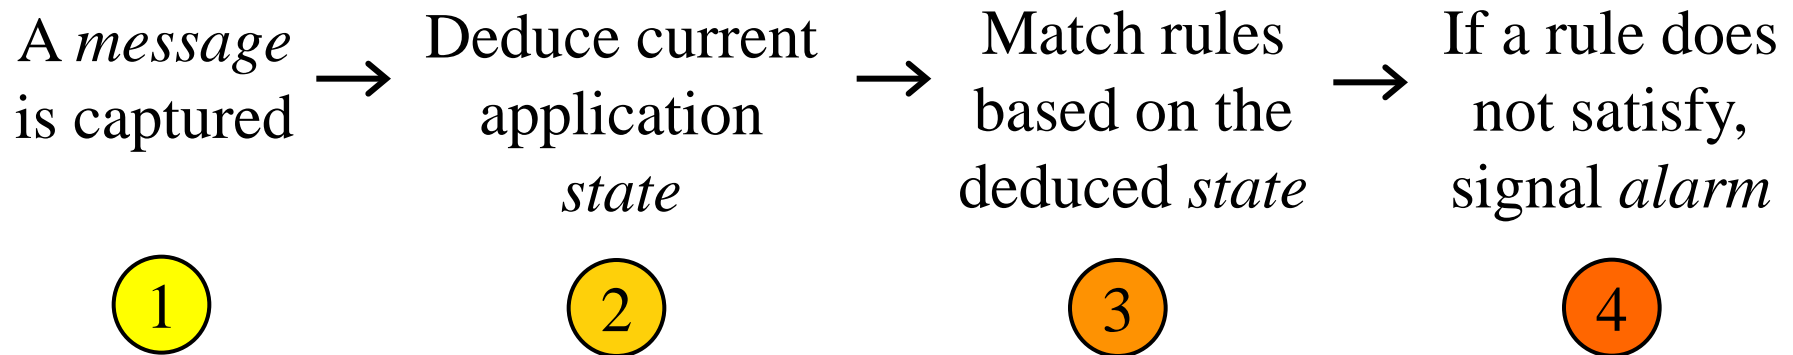 A message
is captured
Deduce current
application
state
Match rules
based on the
deduced state
If a rule does
not satisfy,
signal alarm
1
2
3
4